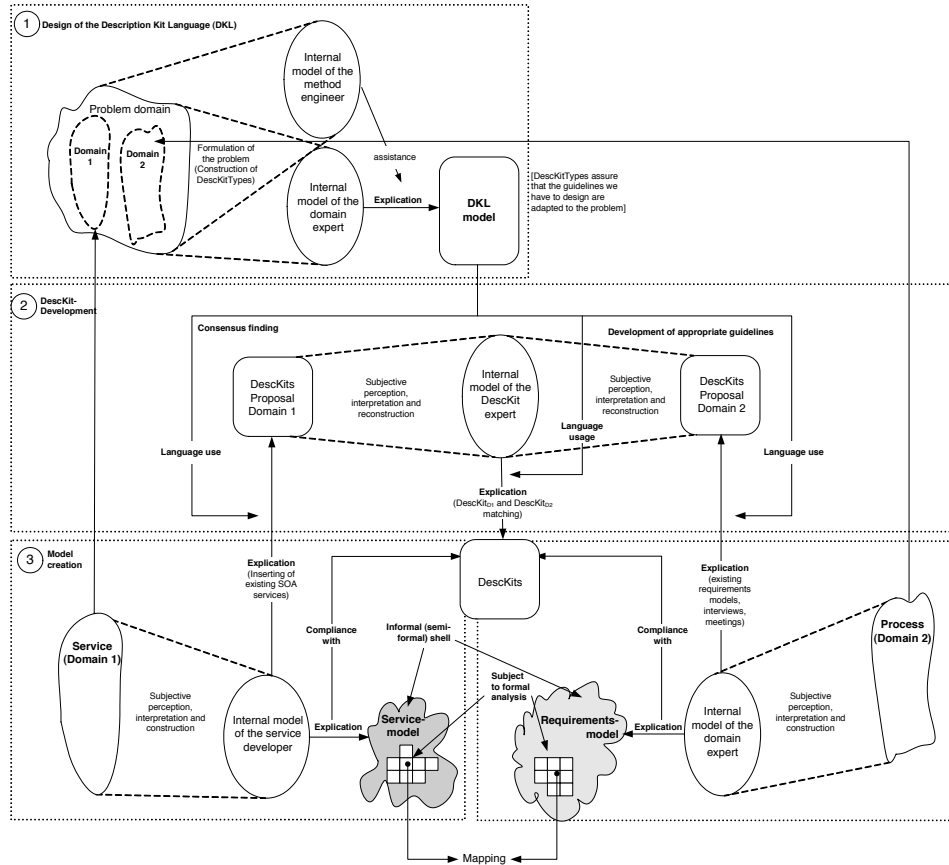 1
Design of the Description Kit Language (DKL)
Internal
model of the
method
engineer
Problem domain
Domain
1
Domain
2
Formulation of
the problem
(Construction of
DescKitTypes)
assistance
Internal
model of the
domain
expert
Explication
DKL
model
[DescKitTypes assure
that the guidelines we
have to design are
adapted to the problem]
2
DescKit-
Development
Consensus finding
Development of appropriate guidelines
DescKits
Proposal
Domain 1
Subjective
perception,
interpretation and
reconstruction
Internal
model of the
DescKit
expert
Subjective
perception,
interpretation and
reconstruction
DescKits
Proposal
Domain 2
Language use
Language
usage
Language use
Explication
(DescKitD1 and DescKitD2
matching)
3
Model
creation
DescKits
Explication
(Inserting of
existing SOA
services)
Explication
(existing
requirements
models,
interviews,
meetings)
Service
(Domain 1)
Compliance
with
Informal (semi-
formal) shell
Compliance
with
Process
(Domain 2)
Subjective
perception,
interpretation and
construction
Internal model
of the service
developer
Explication
Service-
model
Subject
to formal
analysis
Requirements-
model
Explication
Internal
model of the
domain
expert
Subjective
perception,
interpretation and
construction
Mapping